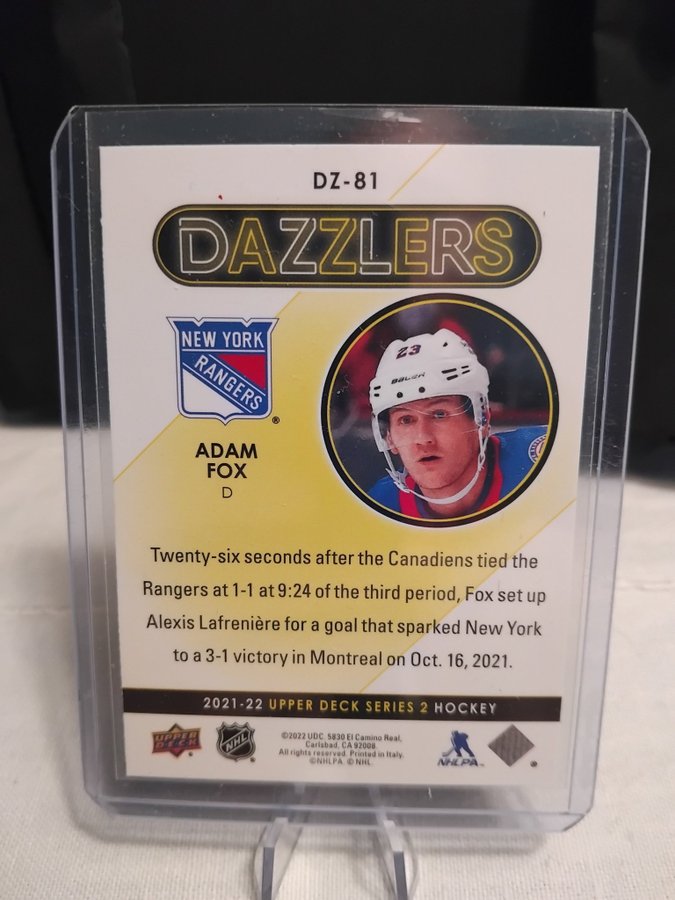 DZ-81
DAZZLERS
NEW YORK
RANGERS
®
ADAM
FOX
D
23
BAUER
Twenty-six seconds after the Canadiens tied the
Rangers at 1-1 at 9:24 of the third period, Fox set up
Alexis Lafrenière for a goal that sparked New York
to a 3-1 victory in Montreal on Oct. 16, 2021.
2021-22 UPPER DECK SERIES 2 HOCKEY
UPPER DECK
NHL
©2022 UDC. 5830 El Camino Real,
Carlsbad, CA 92008.
All rights reserved. Printed in Italy.
©NHLPA. © NHL.
NHLPA